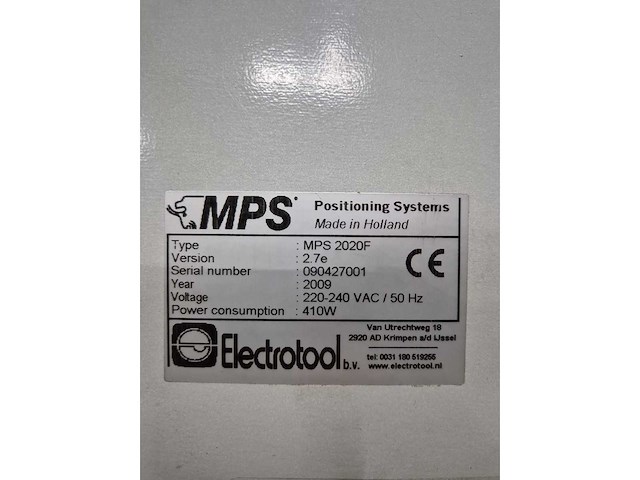 MPS® Positioning Systems
Made in Holland
Type : MPS 2020F
Version : 2.7e
Serial number : 090427001
Year : 2009
Voltage : 220-240 VAC / 50 Hz
Power consumption : 410W
CE
Electrotool b.v.
Van Utrechtweg 18
2920 AD Krimpen a/d IJssel
tel: 0031 180 519255
www.electrotool.nl